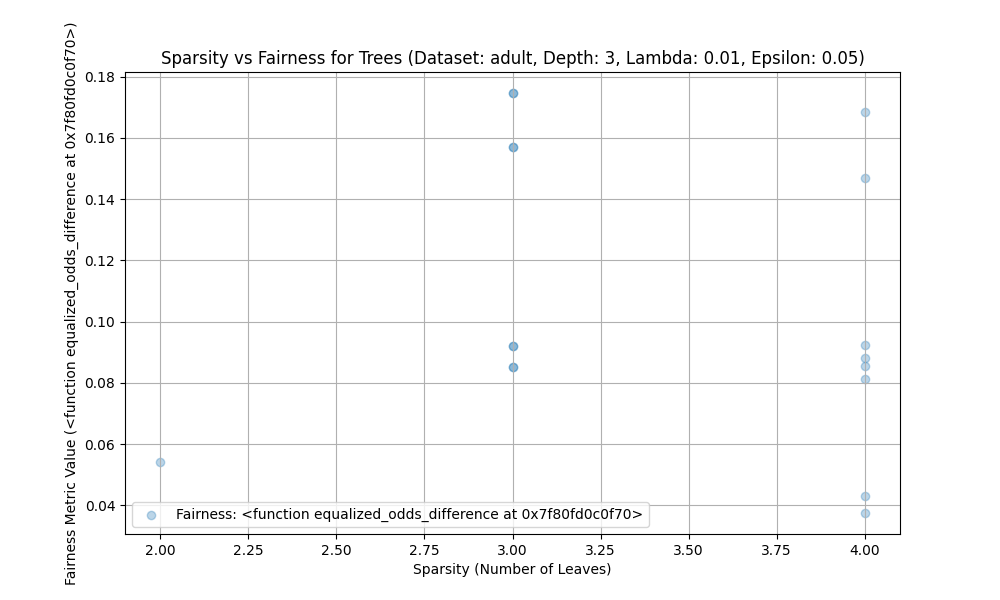 Sparsity vs Fairness for Trees (Dataset: adult, Depth: 3, Lambda: 0.01, Epsilon: 0.05)
Fairness Metric Value (<function equalized_odds_difference at 0x7f80fd0c0f70>)
0.18
0.16
0.14
0.12
0.10
0.08
0.06
0.04
Fairness: <function equalized_odds_difference at 0x7f80fd0c0f70>
2.00 2.25 2.50 2.75 3.00 3.25 3.50 3.75 4.00
Sparsity (Number of Leaves)